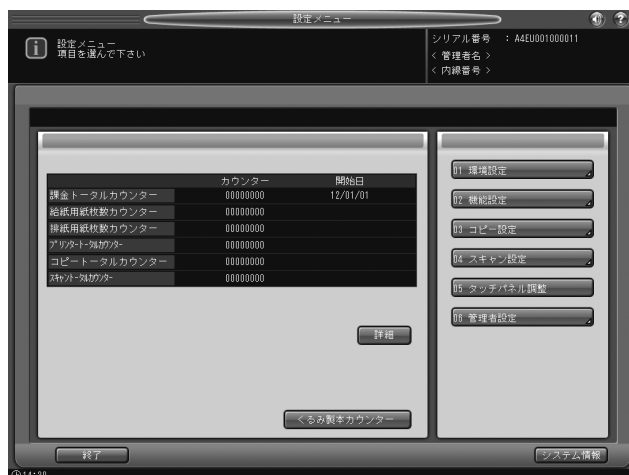 設定メニュー
設定メニュー
項目を選んで下さい
シリアル番号 : A4EU001000011
< 管理者名 >
< 内線番号 >
カウンター 開始日
課金トータルカウンター 00000000 12/01/01
給紙用紙枚数カウンター 00000000
排紙用紙枚数カウンター 00000000
プリンタートータルカウンター 00000000
コピートータルカウンター 00000000
スキャントータルカウンター 00000000
詳細
くるみ製本カウンター
01 環境設定
02 機能設定
03 コピー設定
04 スキャン設定
05 タッチパネル調整
06 管理者設定
終了
システム情報
14:20